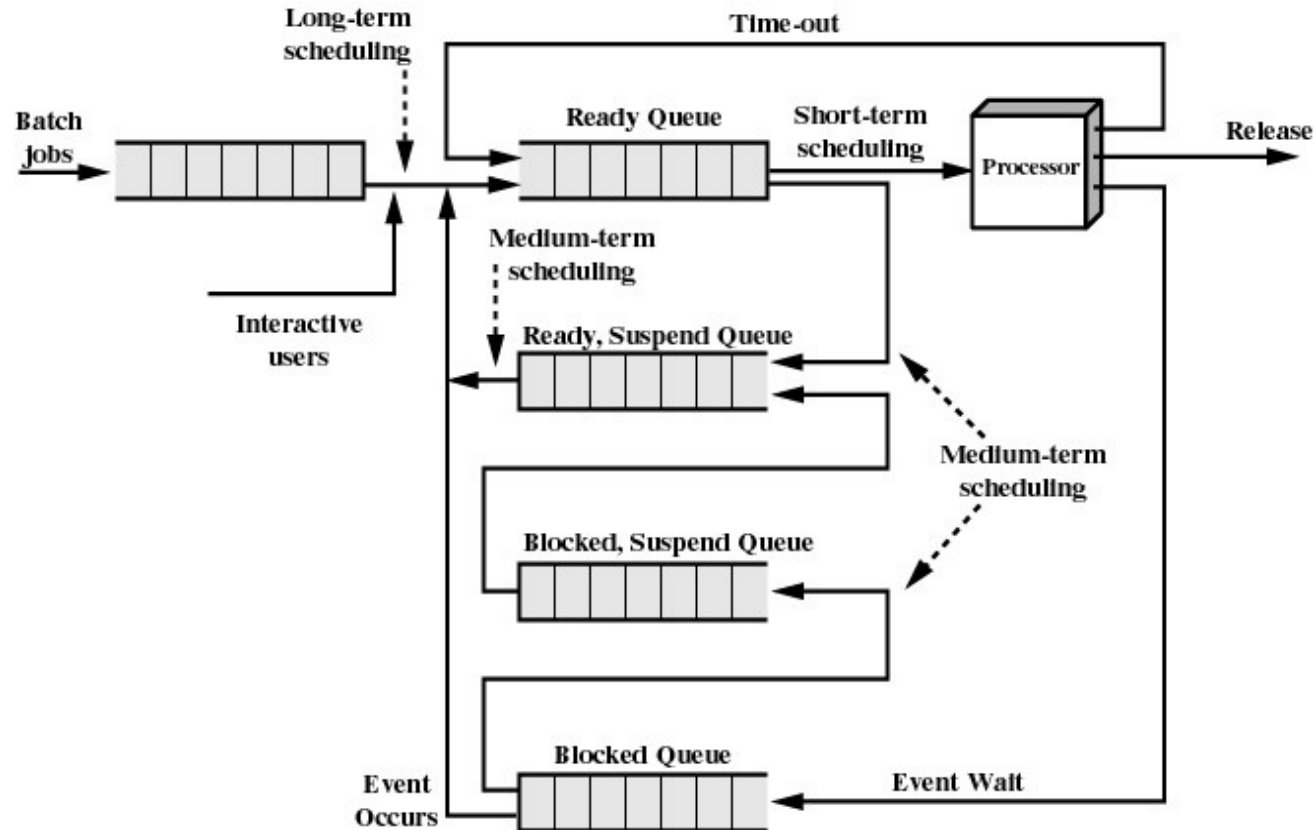 Long-term
scheduling
Time-out
Batch
jobs
Ready Queue
Short-term
scheduling
Processor
Release
Medium-term
scheduling
Interactive
users
Ready, Suspend Queue
Medium-term
scheduling
Blocked, Suspend Queue
Blocked Queue
Event
Occurs
Event Wait